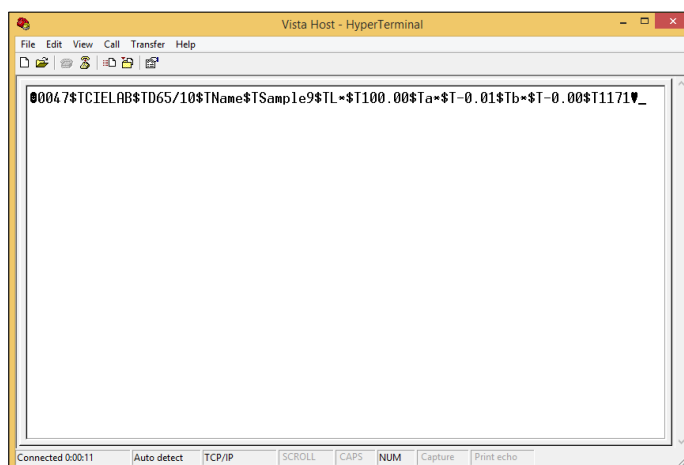 Vista Host - HyperTerminal
File Edit View Call Transfer Help
☻0047$TCIELAB$TD65/10$TName$TSample9$TL*$T100.00$Ta*$T-0.01$Tb*$T-0.00$T1171♥_
Connected 0:00:11 Auto detect TCP/IP SCROLL CAPS NUM Capture Print echo